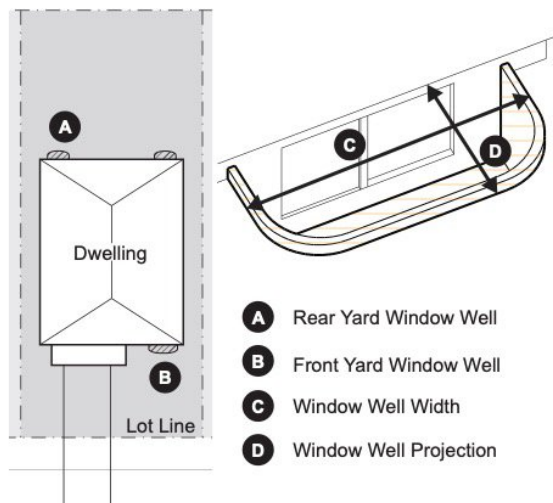 A
Dwelling
B
Lot Line
C
D
A Rear Yard Window Well
B Front Yard Window Well
C Window Well Width
D Window Well Projection